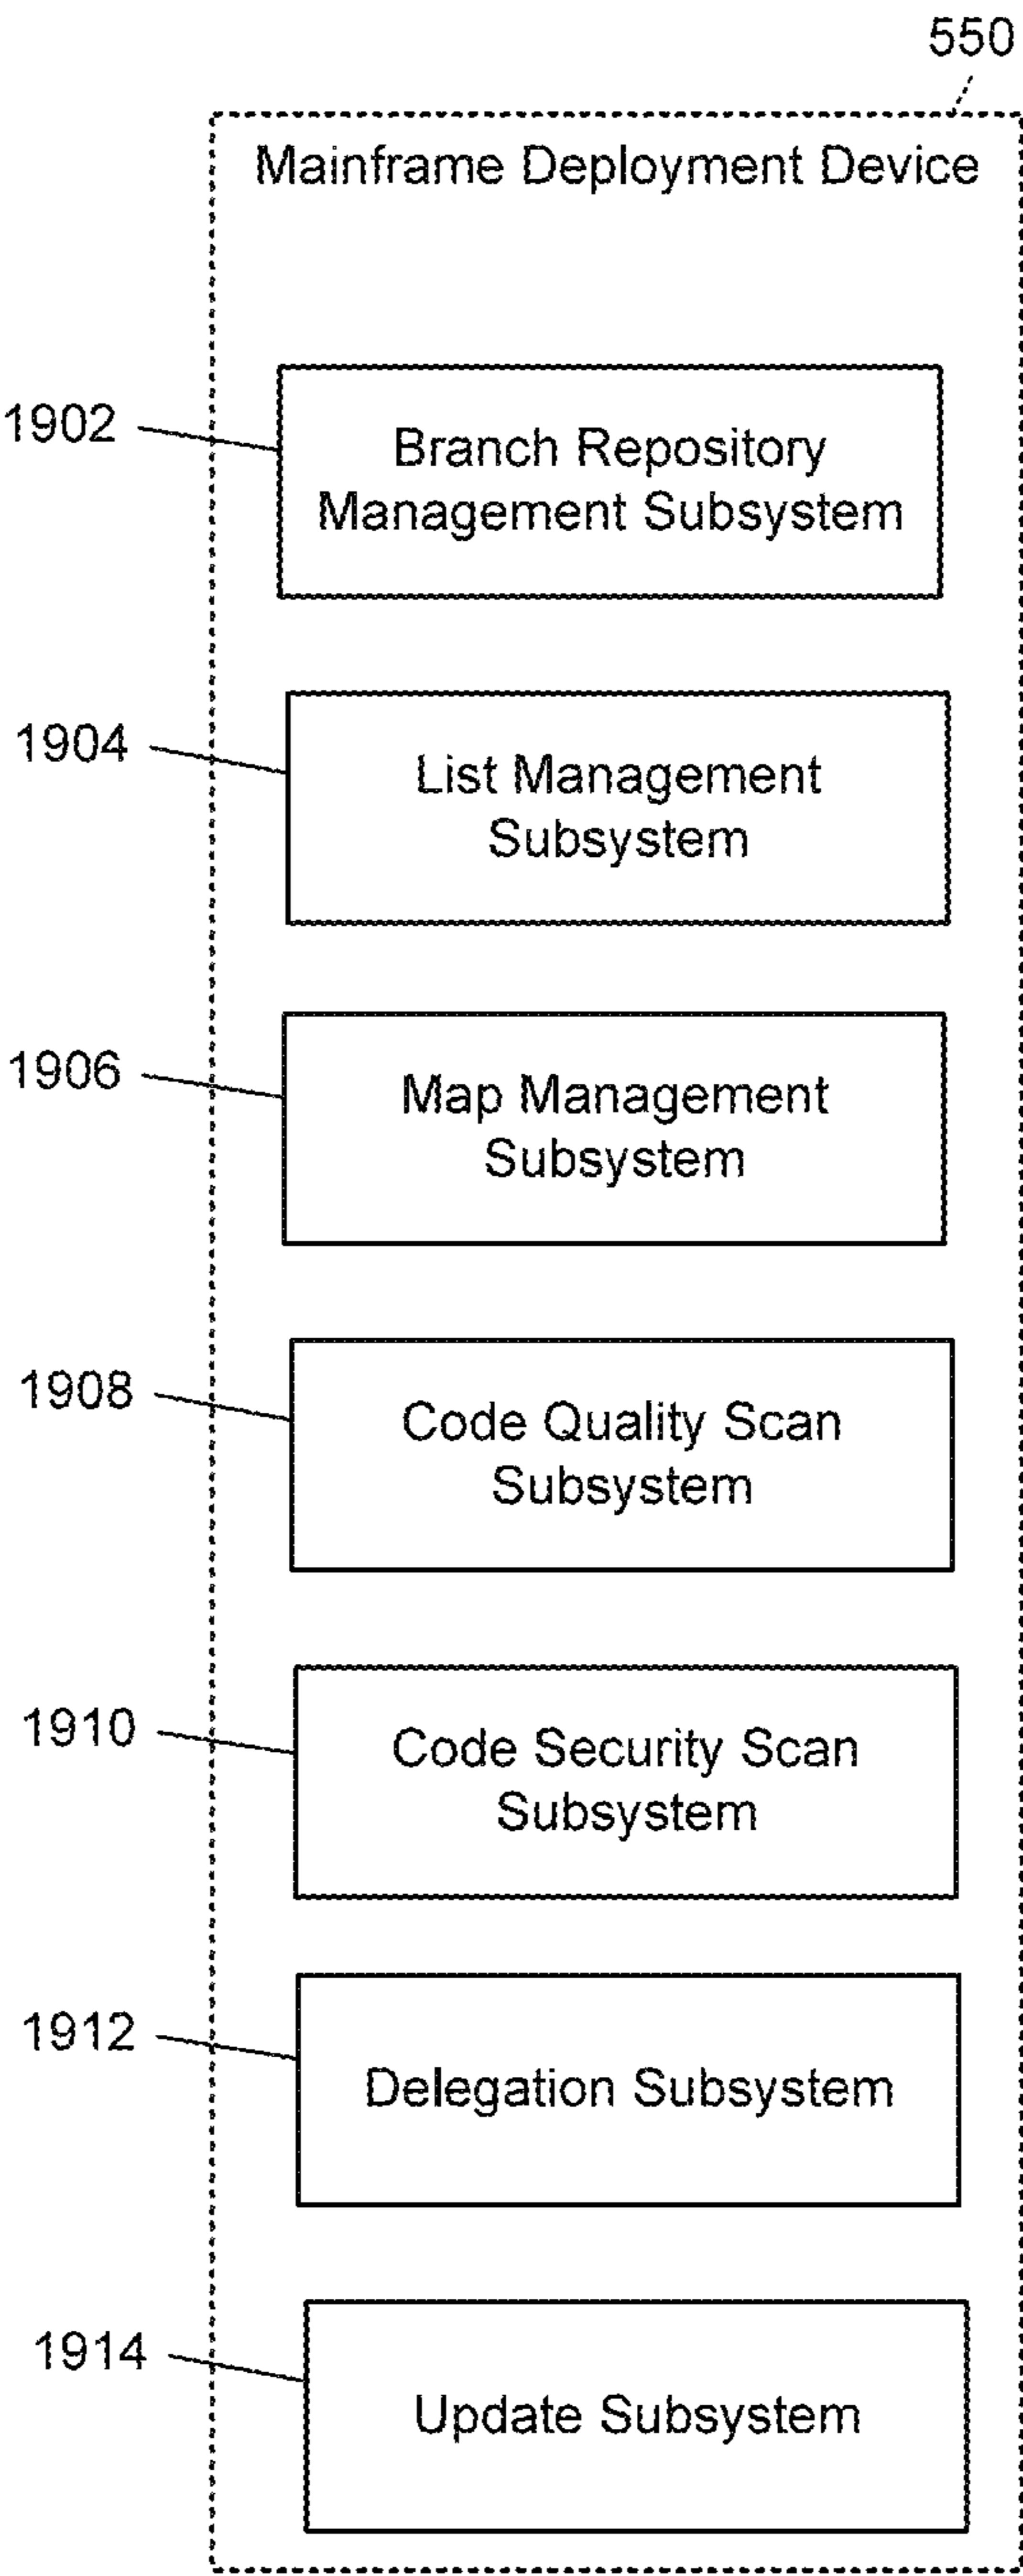 550
Mainframe Deployment Device
1902
Branch Repository
Management Subsystem
1904
List Management
Subsystem
1906
Map Management
Subsystem
1908
Code Quality Scan
Subsystem
1910
Code Security Scan
Subsystem
1912
Delegation Subsystem
1914
Update Subsystem